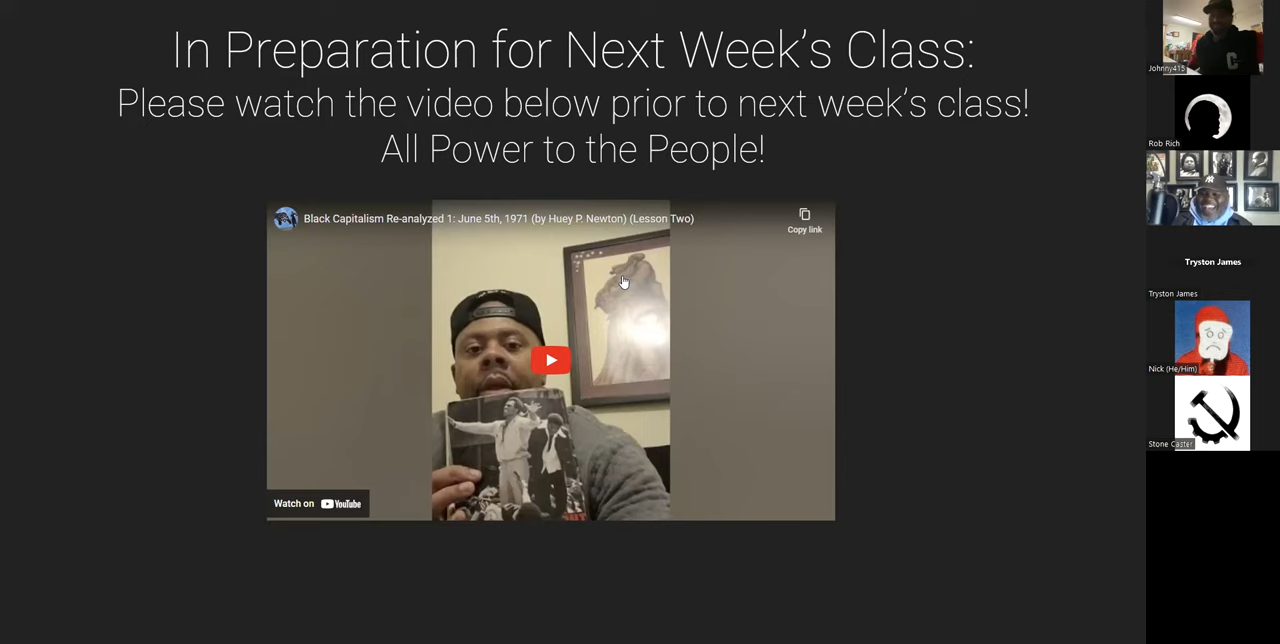 In Preparation for Next Week's Class:
Please watch the video below prior to next week's class!
All Power to the People!
Black Capitalism Re-analyzed 1: June 5th, 1971 (by Huey P. Newton) (Lesson Two)
Copy link
Watch on YouTube
Johnny415
Rob Rich
Tryston James
Tryston James
Nick (He/Him)
Stone Caster